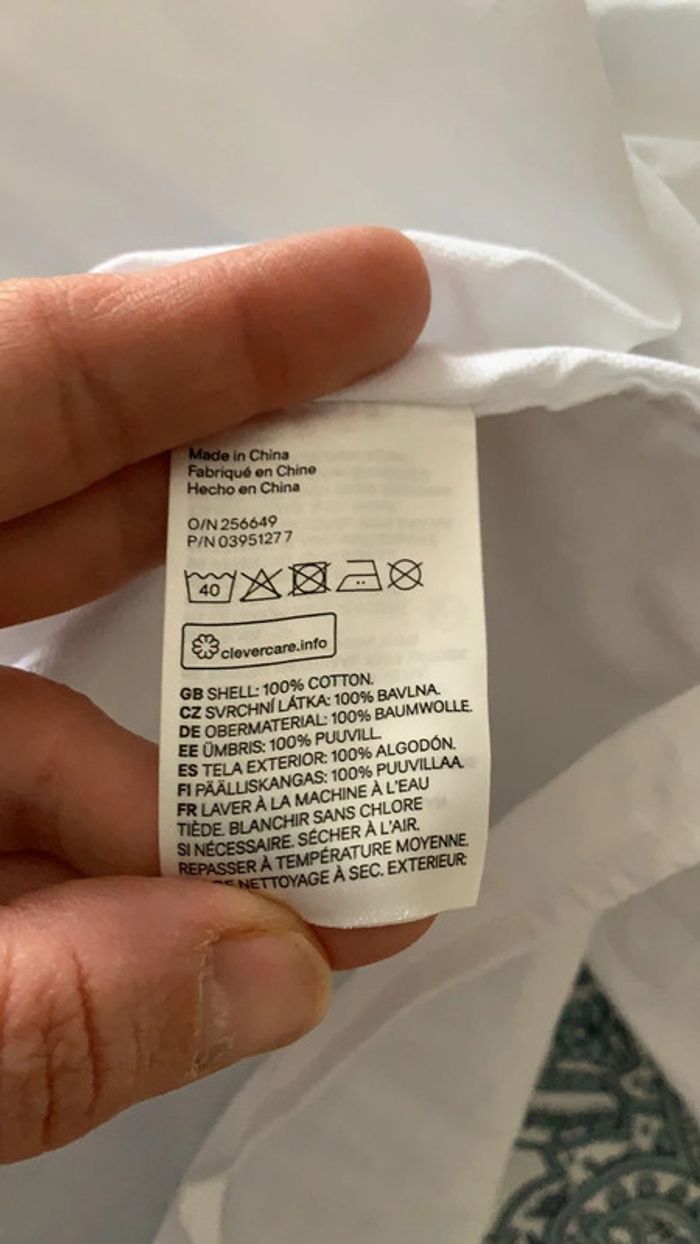 Made in China
Fabriqué en Chine
Hecho en China
O/N 256649
P/N 03951277
40
clevercare.info
GB SHELL: 100% COTTON.
CZ SVRCHNÍ LÁTKA: 100% BAVLNA.
DE OBERMATERIAL: 100% BAUMWOLLE.
EE ÜMBRIS: 100% PUUVILL.
ES TELA EXTERIOR: 100% ALGODÓN.
FI PÄÄLLISKANGAS: 100% PUUVILLAA.
FR LAVER À LA MACHINE À L'EAU
TIÈDE. BLANCHIR SANS CHLORE
SI NÉCESSAIRE. SÉCHER À L'AIR.
REPASSER À TEMPÉRATURE MOYENNE.
NETTOYAGE À SEC. EXTERIEUR: